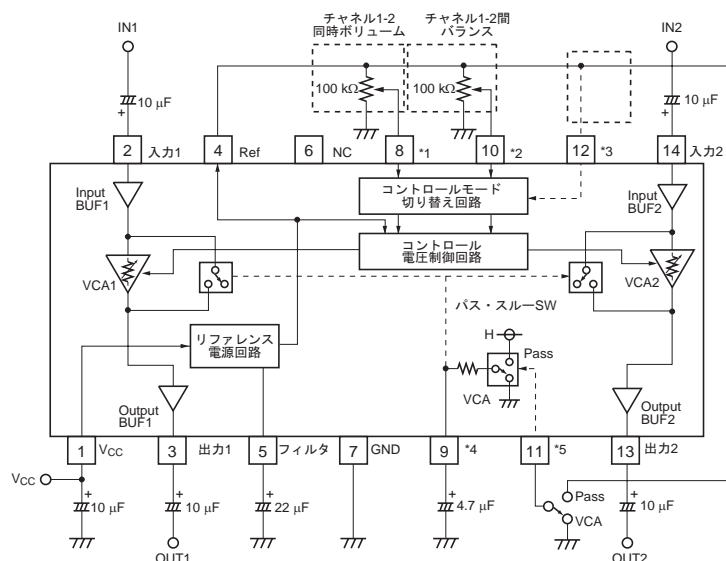 IN1
チャネル1-2
同時ボリューム
チャネル1-2間
バランス
IN2
10 μF
+
100 kΩ
100 kΩ
10 μF
+
2 入力1
4 Ref
6 NC
8 *1
10 *2
12 *3
14 入力2
Input
BUF1
コントロールモード
切り替え回路
Input
BUF2
コントロール
電圧制御回路
VCA1
VCA2
パス・スルーSW
リファレンス
電源回路
H
Pass
VCA
Output
BUF1
Output
BUF2
1 VCC
3 出力1
5 フィルタ
7 GND
9 *4
11 *5
13 出力2
VCC
+
10 μF
+
10 μF
+
22 μF
+
4.7 μF
Pass
VCA
+
10 μF
OUT1
OUT2